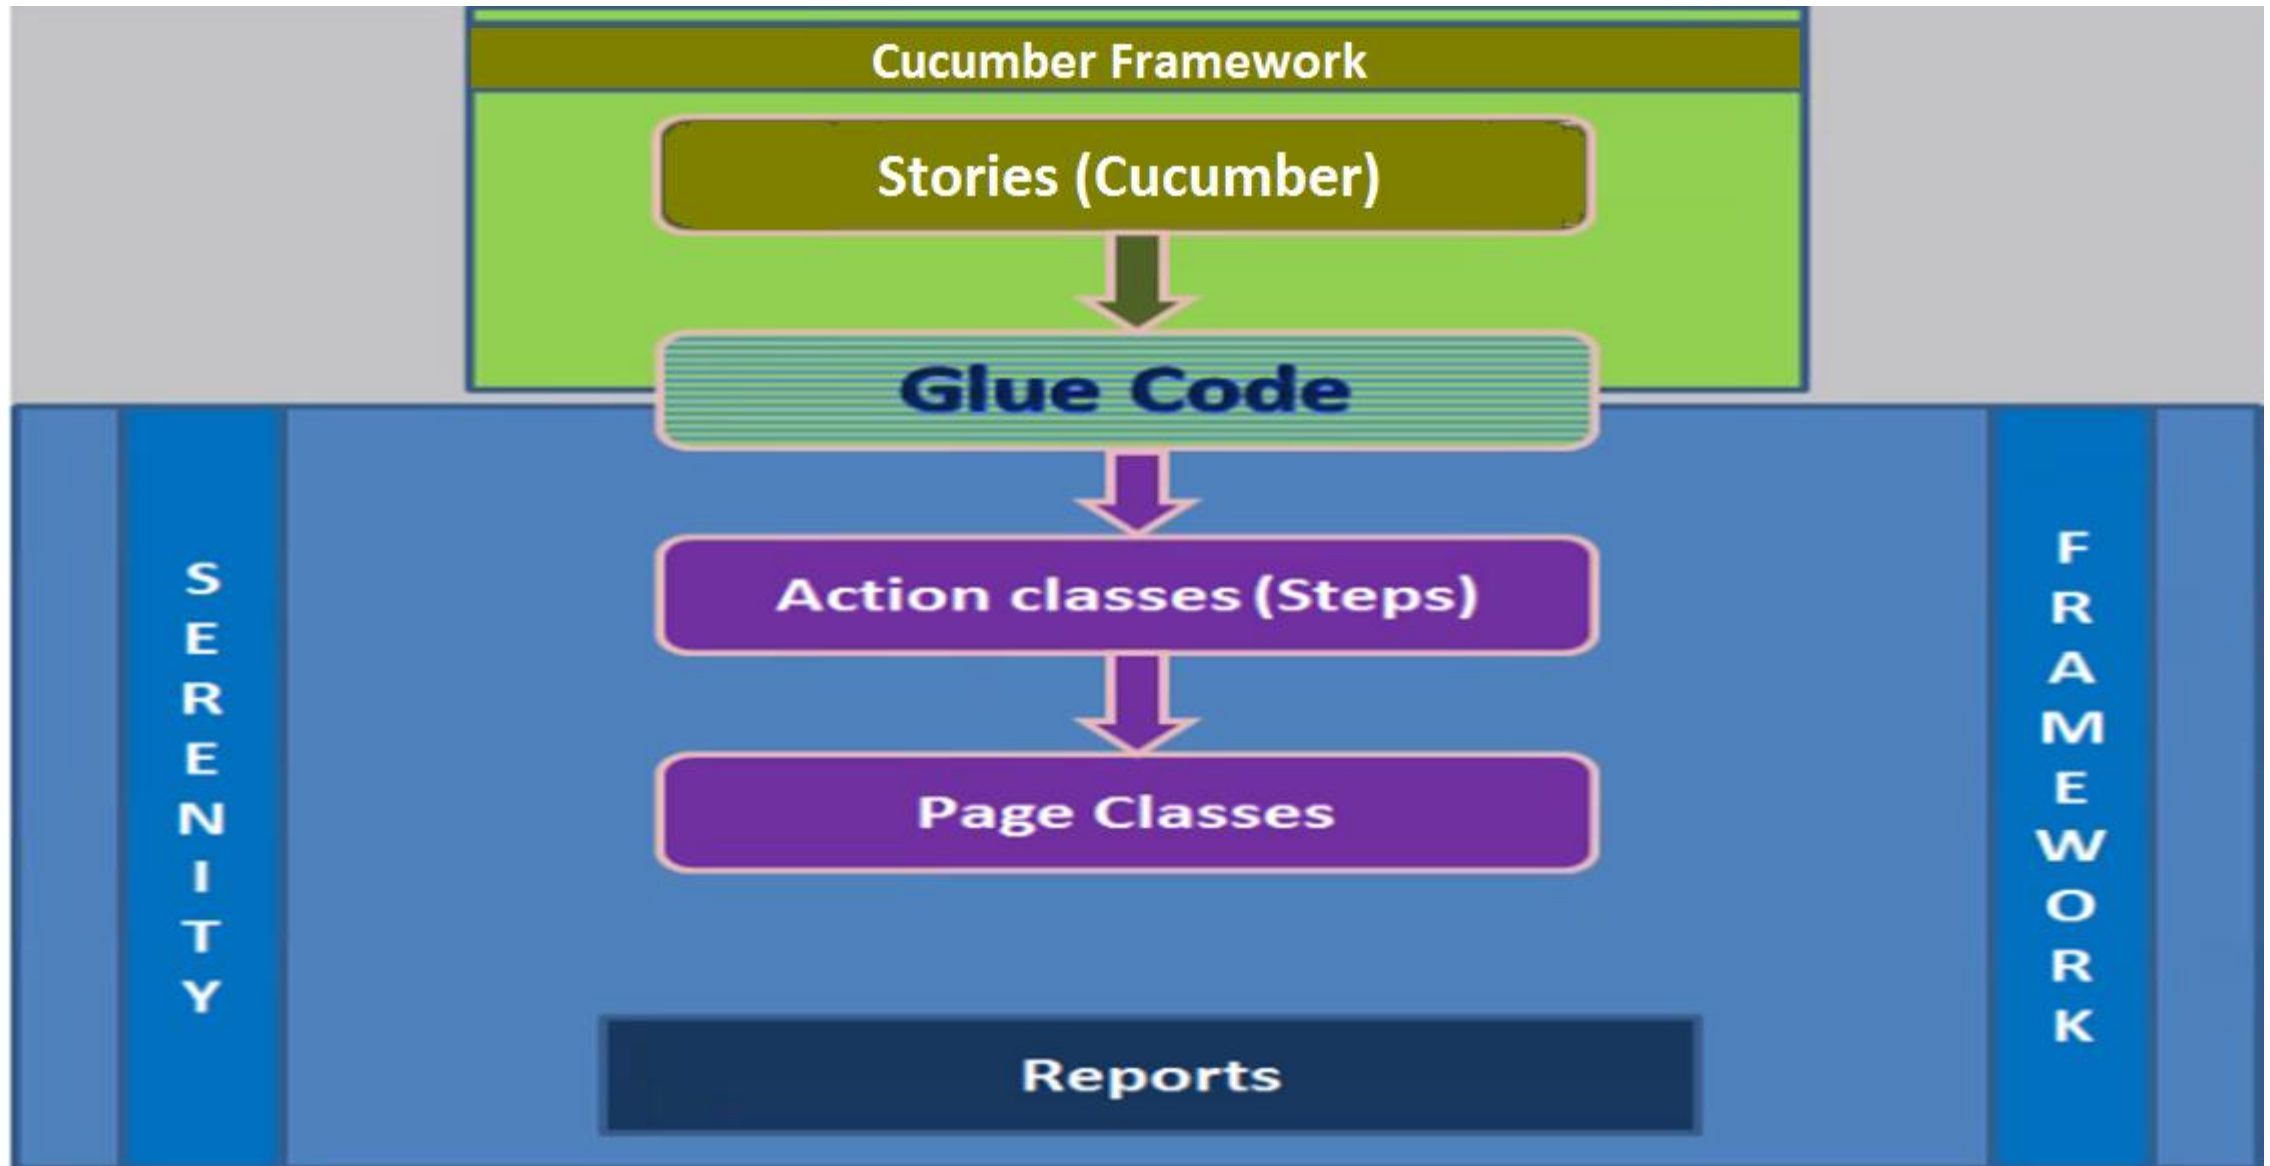 Cucumber Framework
Stories (Cucumber)
Glue Code
Action classes (Steps)
Page Classes
Reports
SERENITY
FRAMEWORK